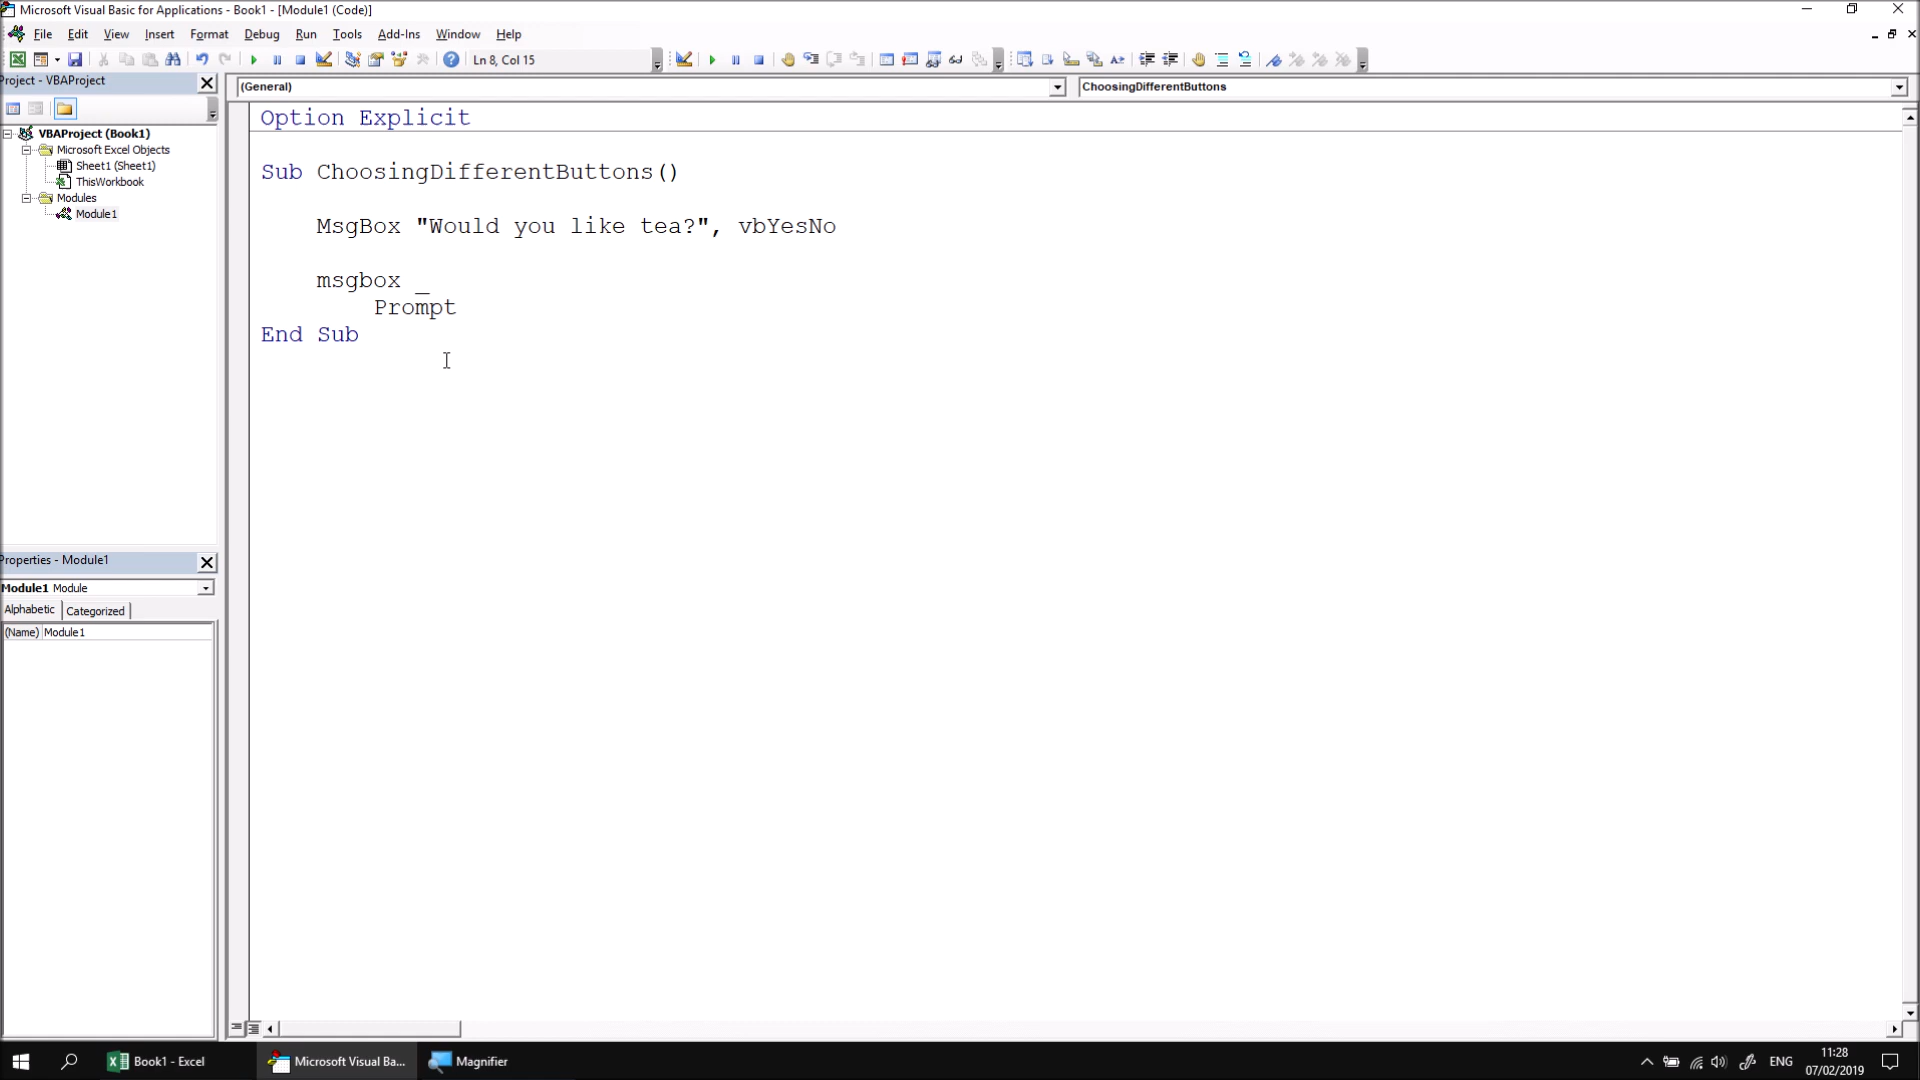 Microsoft Visual Basic for Applications - Book1 - [Module1 (Code)]
File Edit View Insert Format Debug Run Tools Add-Ins Window Help
Ln 8, Col 15
Project - VBAProject
(General)
ChoosingDifferentButtons
VBAProject (Book1)
Microsoft Excel Objects
Sheet1 (Sheet1)
ThisWorkbook
Modules
Module1
Option Explicit
Sub ChoosingDifferentButtons()
MsgBox "Would you like tea?", vbYesNo
msgbox _
Prompt
End Sub
Properties - Module1
Module1 Module
Alphabetic Categorized
(Name) Module1
Book1 - Excel
Microsoft Visual Ba...
Magnifier
ENG
11:28
07/02/2019